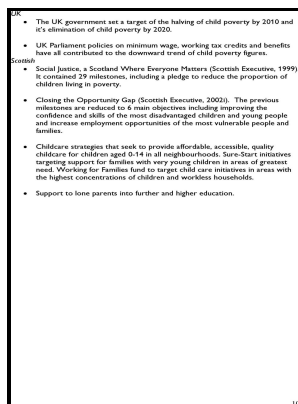 UK
• The UK government set a target of the halving of child poverty by 2010 and
it's elimination of child poverty by 2020.
• UK Parliament policies on minimum wage, working tax credits and benefits
have all contributed to the downward trend of child poverty figures.
Scottish
• Social Justice, a Scotland Where Everyone Matters (Scottish Executive, 1999)
It contained 29 milestones, including a pledge to reduce the proportion of
children living in poverty.
• Closing the Opportunity Gap (Scottish Executive, 2002i). The previous
milestones are reduced to 6 main objectives including improving the
confidence and skills of the most disadvantaged children and young people
and increase employment opportunities of the most vulnerable people and
families.
• Childcare strategies that seek to provide affordable, accessible, quality
childcare for children aged 0-14 in all neighbourhoods. Sure-Start initiatives
targeting support for families with very young children in areas of greatest
need. Working for Families fund to target child care initiatives in areas with
the highest concentrations of children and workless households.
• Support to lone parents into further and higher education.